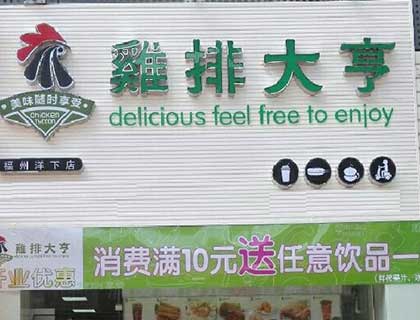 雞排大亨
美味随时享受
Chicken
Tycoon
delicious feel free to enjoy
福州洋下店
雞排大亨
开业优惠
消费满10元送任意饮品一